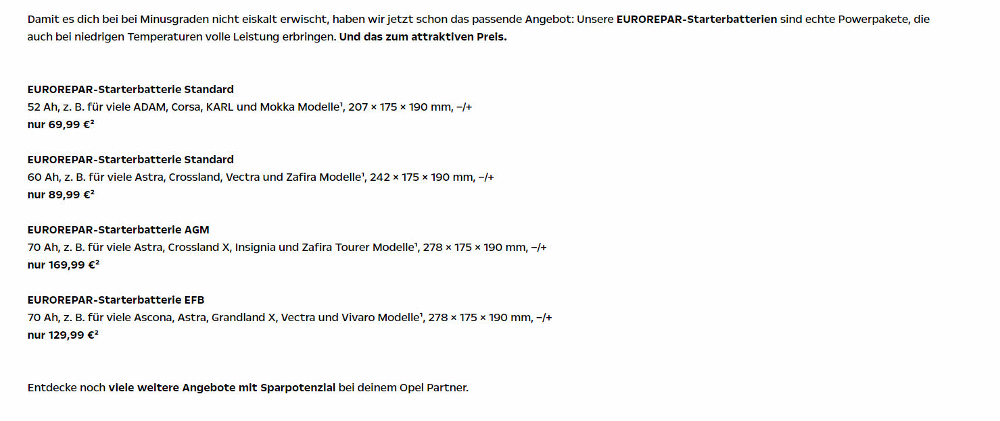 Damit es dich bei bei Minusgraden nicht eiskalt erwischt, haben wir jetzt schon das passende Angebot: Unsere EUROREPAR-Starterbatterien sind echte Powerpakete, die
auch bei niedrigen Temperaturen volle Leistung erbringen. Und das zum attraktiven Preis.
EUROREPAR-Starterbatterie Standard
52 Ah, z. B. für viele ADAM, Corsa, KARL und Mokka Modelle¹, 207 × 175 × 190 mm, –/+
nur 69,99 €²
EUROREPAR-Starterbatterie Standard
60 Ah, z. B. für viele Astra, Crossland, Vectra und Zafira Modelle¹, 242 × 175 × 190 mm, –/+
nur 89,99 €²
EUROREPAR-Starterbatterie AGM
70 Ah, z. B. für viele Astra, Crossland X, Insignia und Zafira Tourer Modelle¹, 278 × 175 × 190 mm, –/+
nur 169,99 €²
EUROREPAR-Starterbatterie EFB
70 Ah, z. B. für viele Ascona, Astra, Grandland X, Vectra und Vivaro Modelle¹, 278 × 175 × 190 mm, –/+
nur 129,99 €²
Entdecke noch viele weitere Angebote mit Sparpotenzial bei deinem Opel Partner.